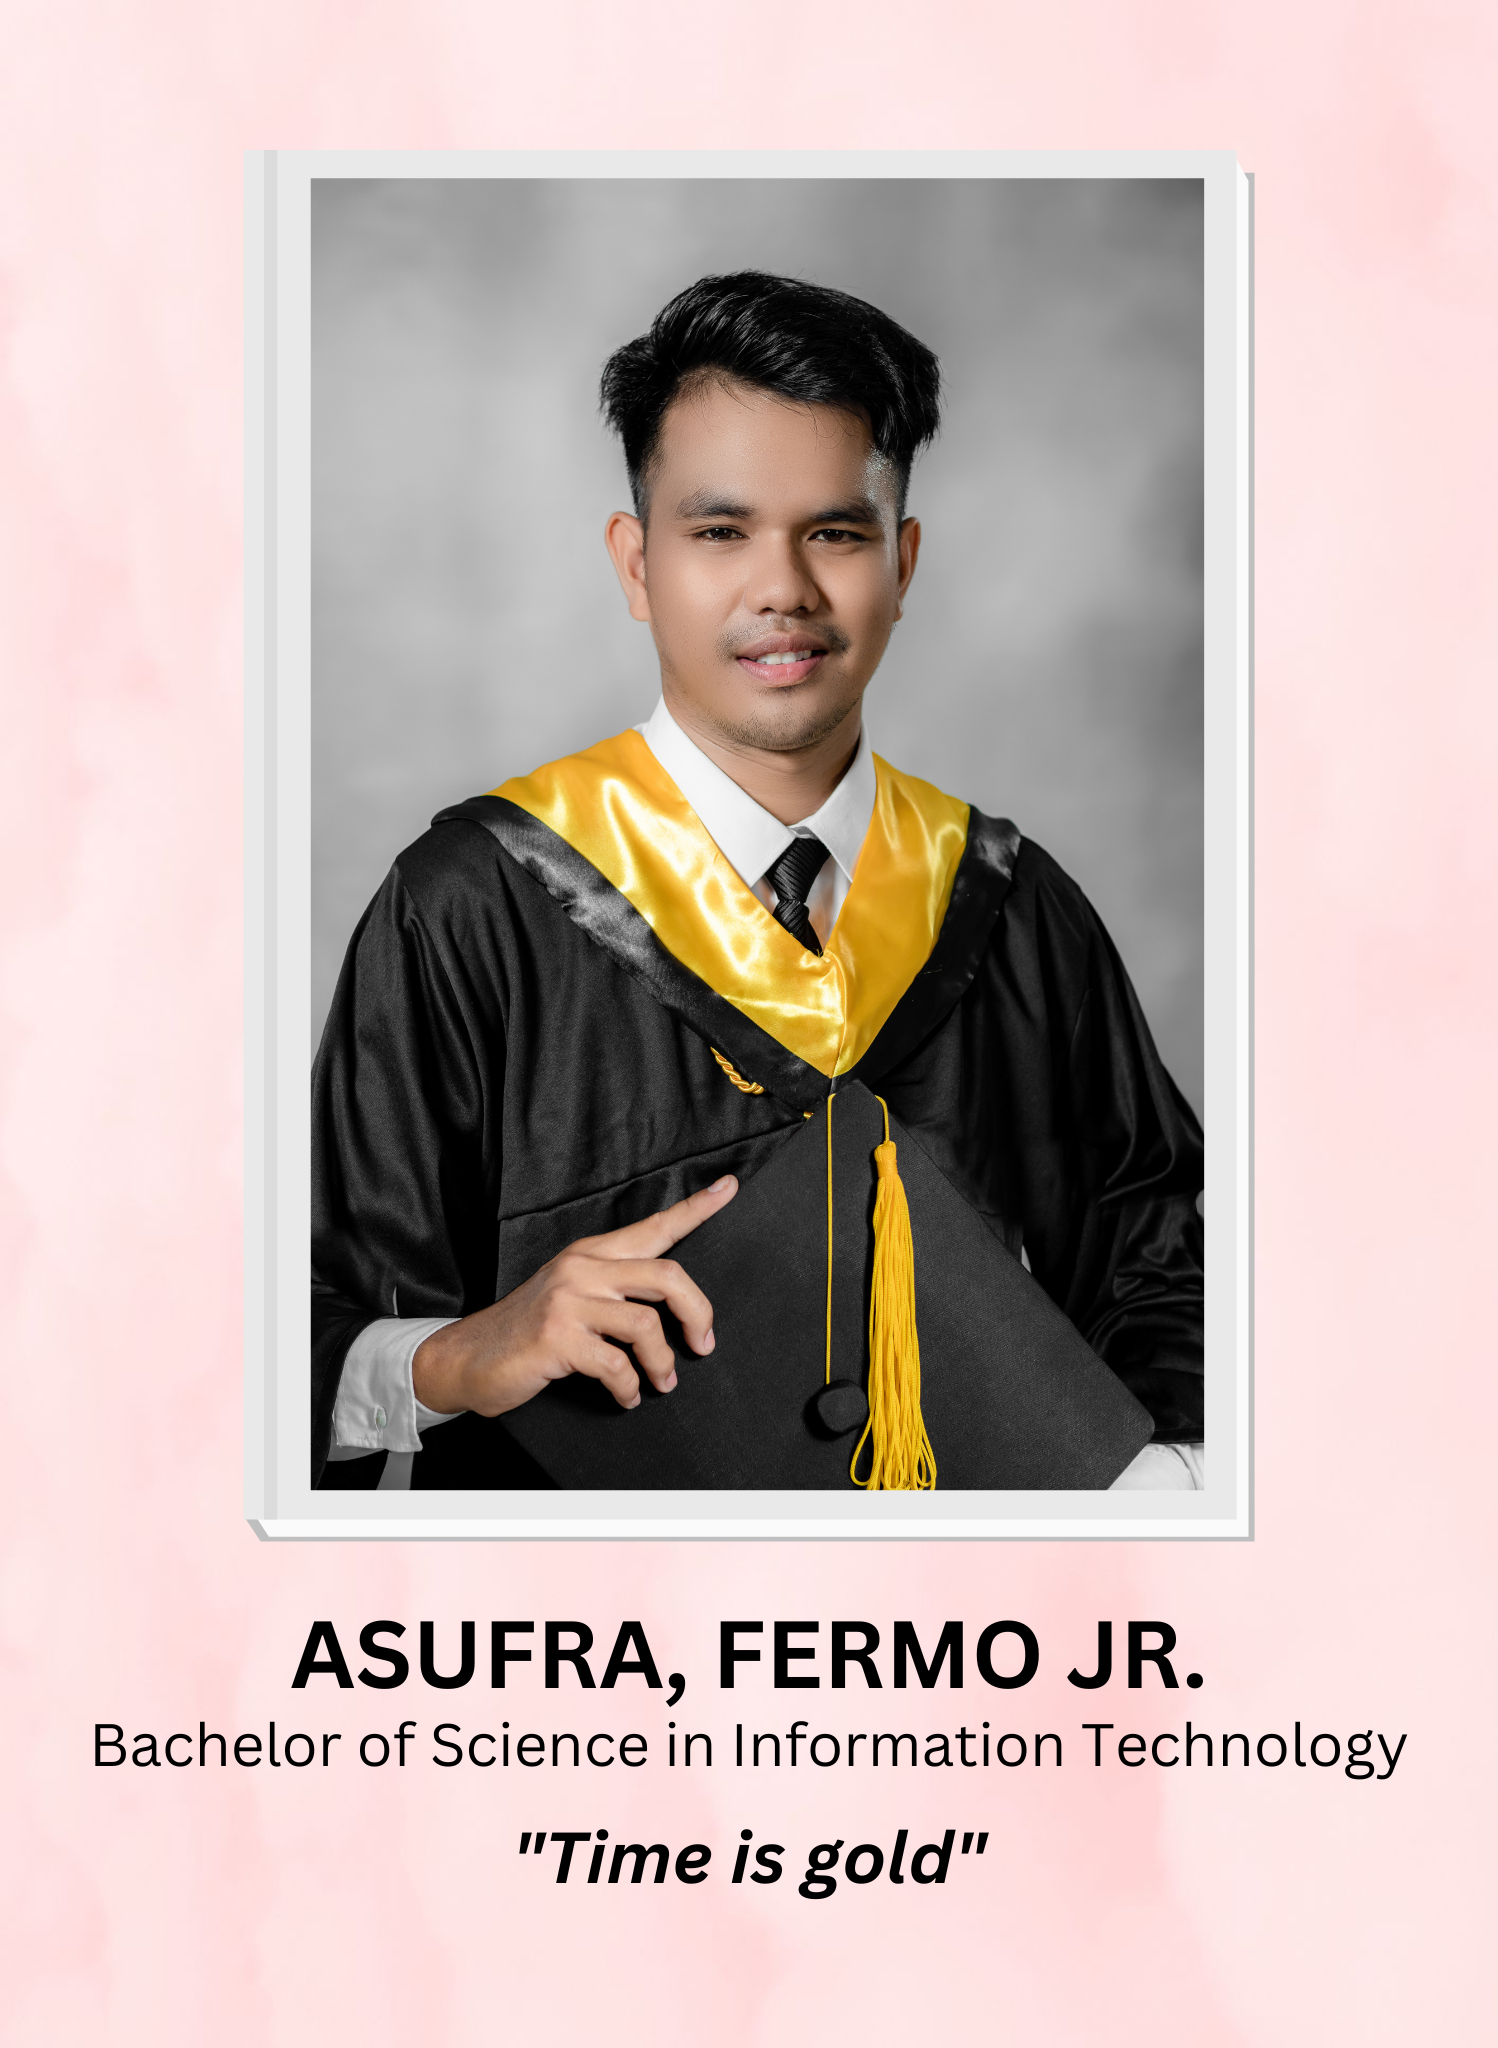 ASUFRA, FERMO JR.
Bachelor of Science in Information Technology
"Time is gold"